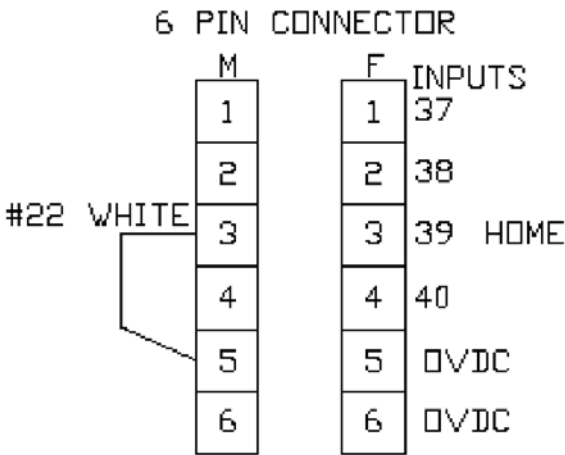 6 PIN CONNECTOR
M F INPUTS
1 1 37
2 2 38
#22 WHITE 3 3 39 HOME
4 4 40
5 5 0VDC
6 6 0VDC